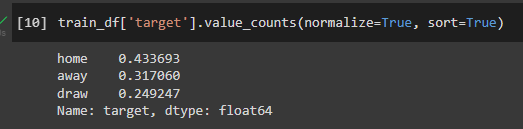 [10] train_df['target'].value_counts(normalize=True, sort=True)
home 0.433693
away 0.317060
draw 0.249247
Name: target, dtype: float64